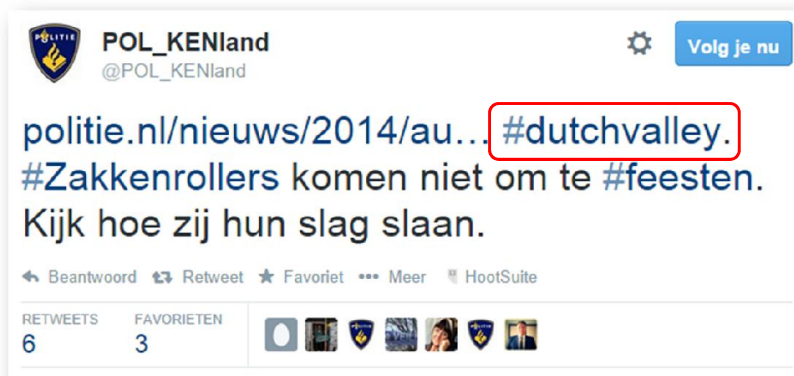 POLITIE
POL_KENland
@POL_KENland
Volg je nu
politie.nl/nieuws/2014/au... #dutchvalley.
#Zakkenrollers komen niet om te #feesten.
Kijk hoe zij hun slag slaan.
Beantwoord Retweet Favoriet Meer HootSuite
RETWEETS FAVORIETEN
6 3